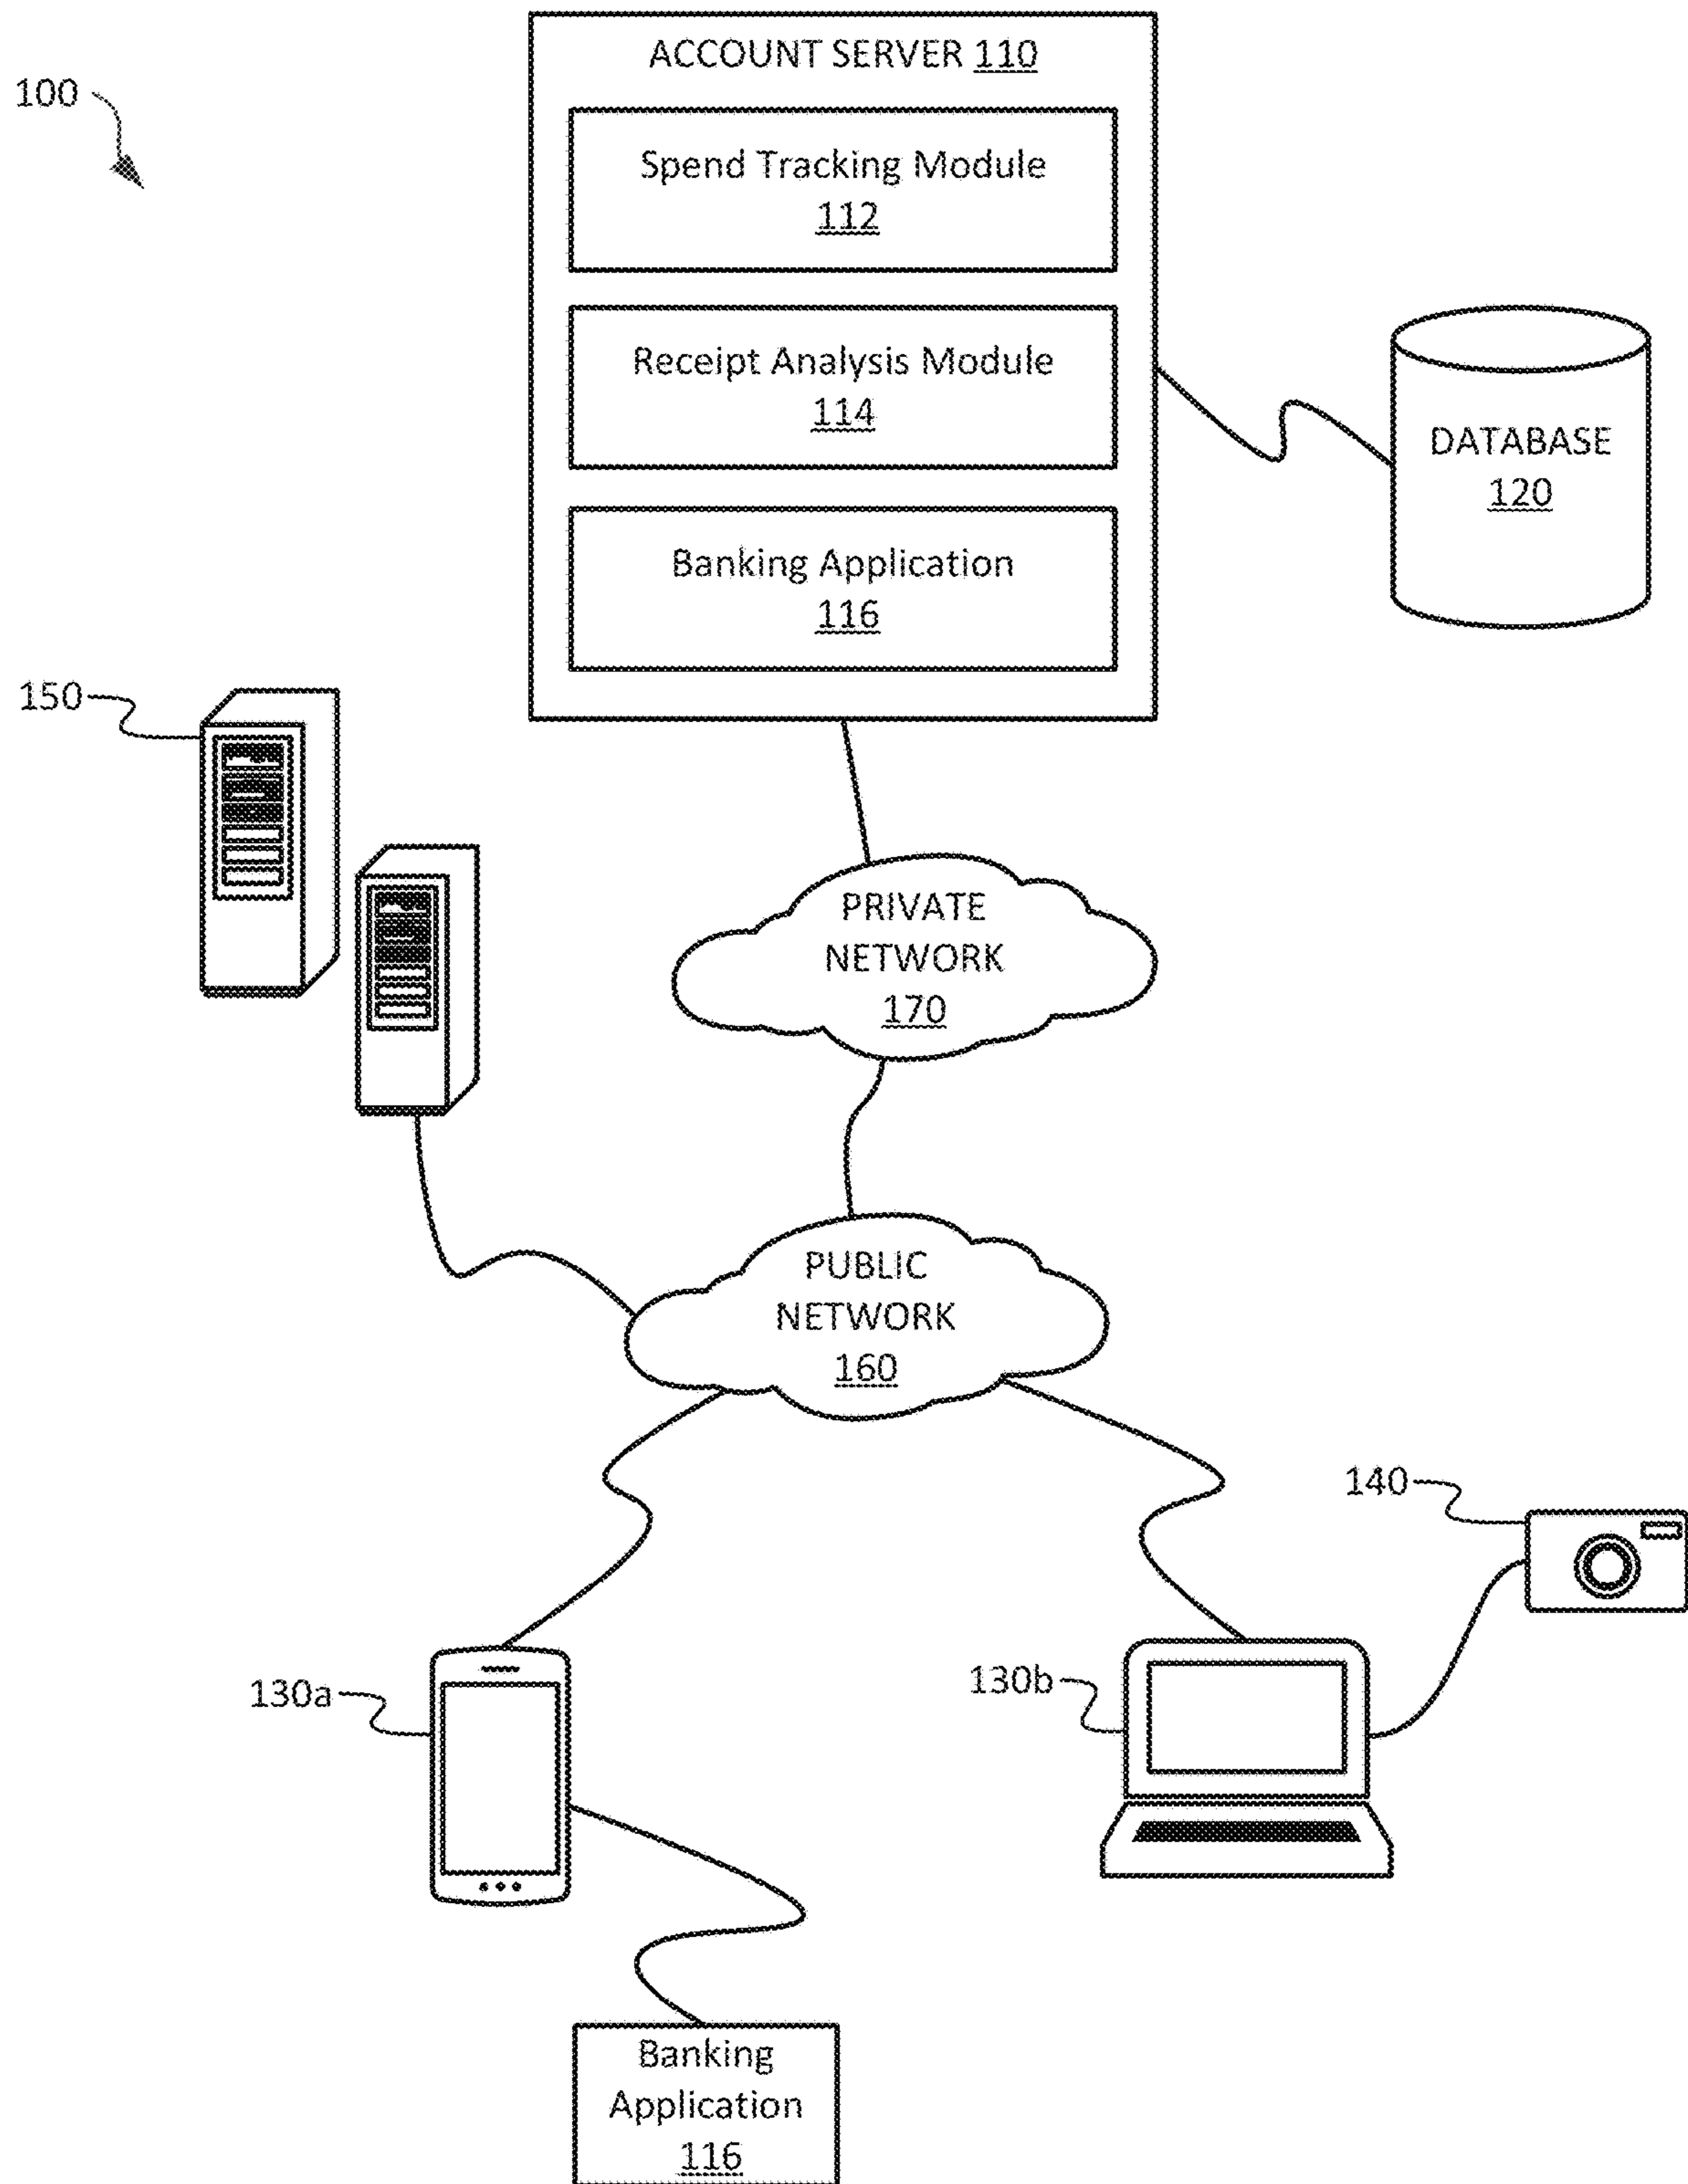 ACCOUNT SERVER 110
100
Spend Tracking Module
112
Receipt Analysis Module
114
DATABASE
120
Banking Application
116
150
PRIVATE
NETWORK
170
PUBLIC
NETWORK
160
140
130a
130b
Banking
Application
116